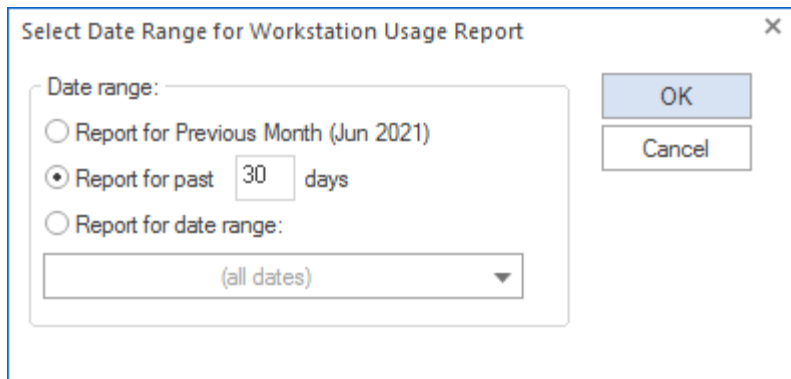 Select Date Range for Workstation Usage Report
Date range:
OK
Report for Previous Month (Jun 2021)
Cancel
Report for past 30 days
Report for date range:
(all dates)